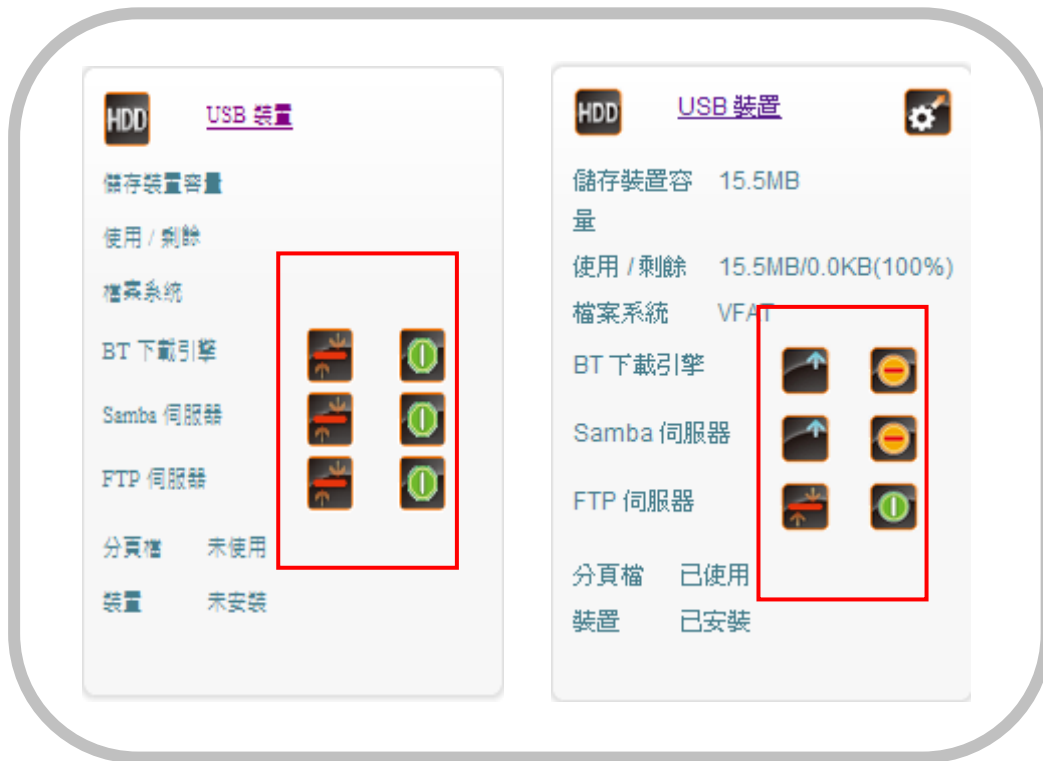 HDD USB 裝置
儲存裝置容量
使用 / 剩餘
檔案系統
BT 下載引擎
Samba 伺服器
FTP 伺服器
分頁檔 未使用
裝置 未安裝
HDD USB 裝置
儲存裝置容 15.5MB
量
使用 / 剩餘 15.5MB/0.0KB(100%)
檔案系統 VFAT
BT 下載引擎
Samba 伺服器
FTP 伺服器
分頁檔 已使用
裝置 已安裝